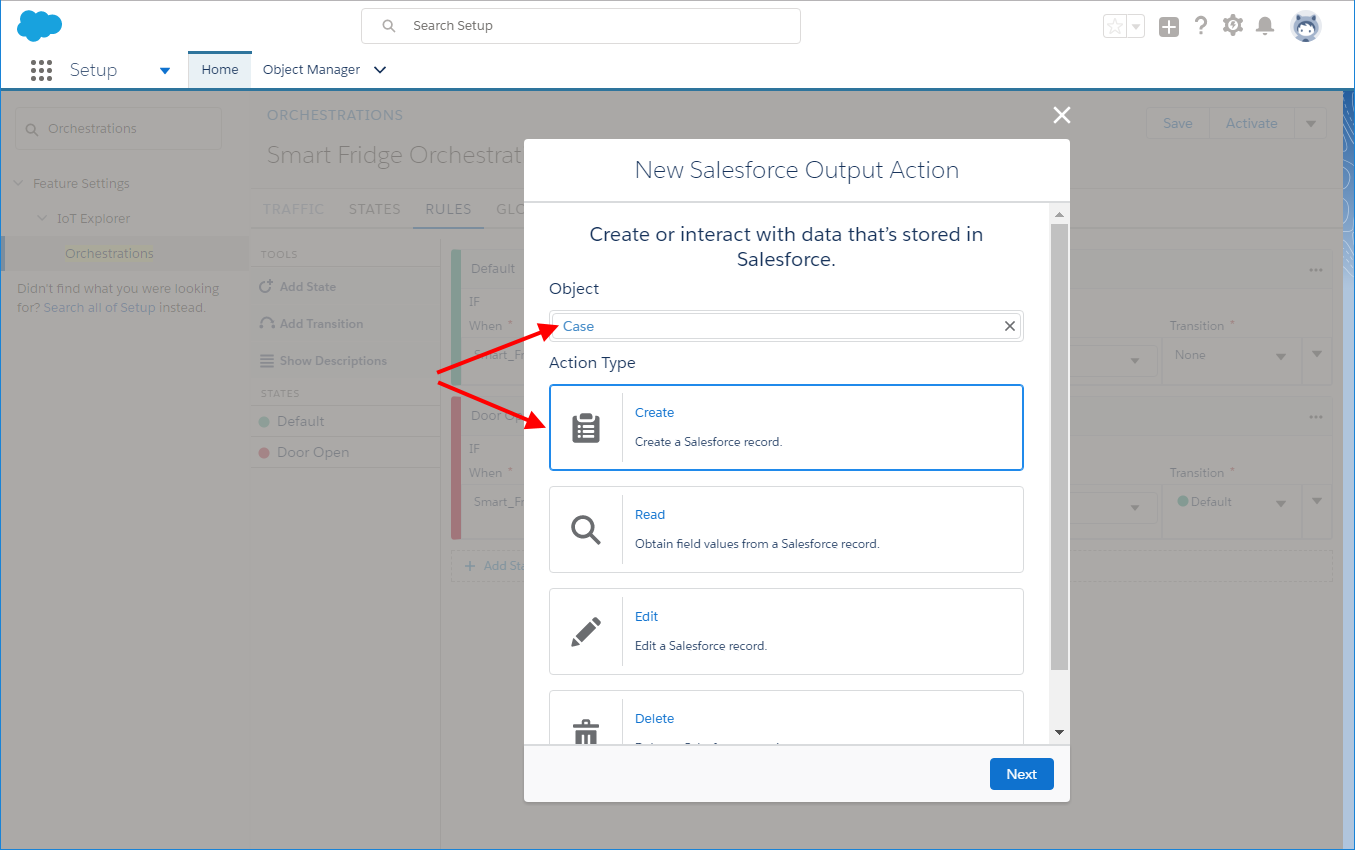 Search Setup
Setup
Home
Object Manager
Orchestrations
ORCHESTRATIONS
Smart Fridge Orchestrat
Save
Activate
Feature Settings
IoT Explorer
Orchestrations
Didn't find what you were looking
for? Search all of Setup instead.
TRAFFIC
STATES
RULES
GLO
TOOLS
Add State
Add Transition
Show Descriptions
STATES
Default
Door Open
Default
IF
When *
Smart_Fr
Transition *
None
Door Op
IF
When *
Smart_Fr
Transition *
Default
Add Sta
New Salesforce Output Action
Create or interact with data that's stored in
Salesforce.
Object
Case
Action Type
Create
Create a Salesforce record.
Read
Obtain field values from a Salesforce record.
Edit
Edit a Salesforce record.
Delete
Next